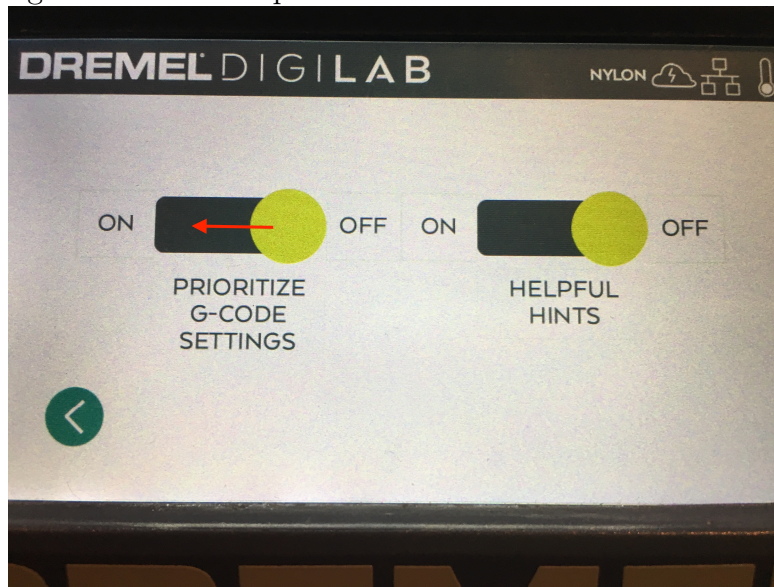 DREMEL DIGILAB
NYLON
ON
OFF
ON
OFF
PRIORITIZE
G-CODE
SETTINGS
HELPFUL
HINTS